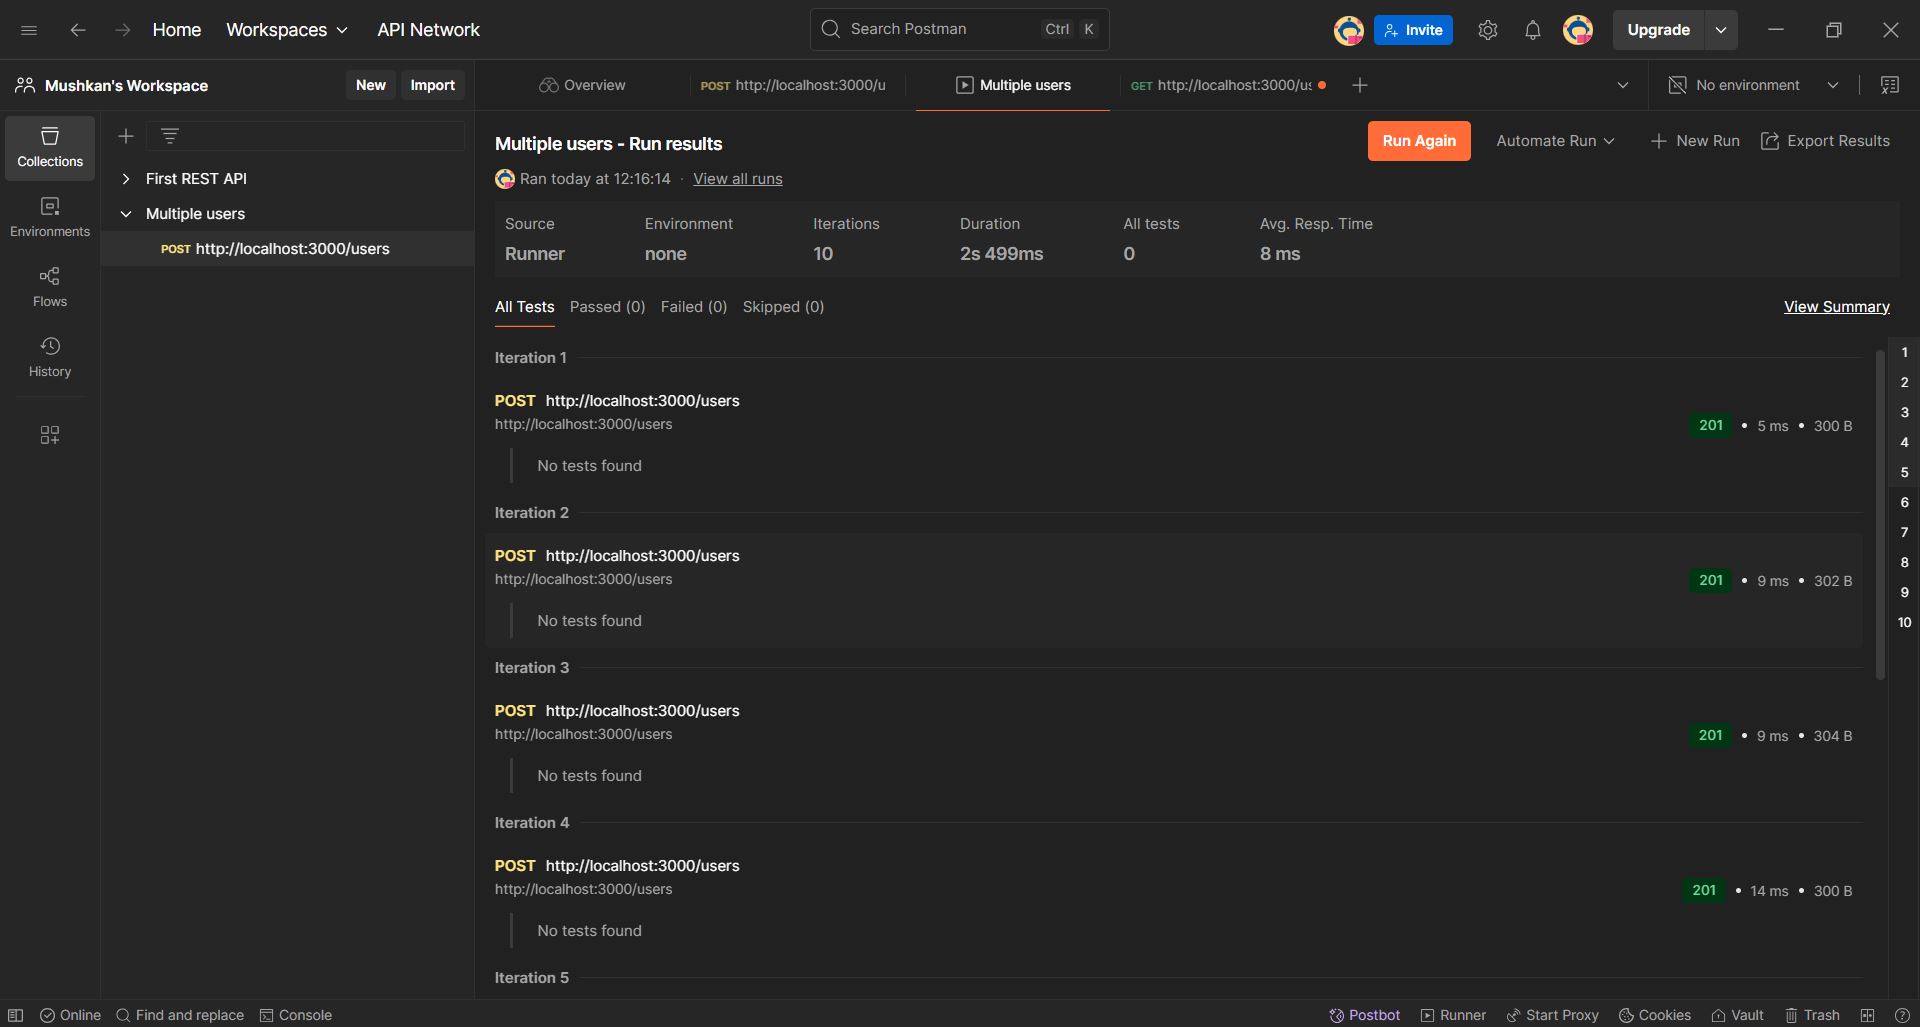 Home Workspaces API Network Search Postman Ctrl K Invite Upgrade
Mushkan's Workspace New Import Overview POST http://localhost:3000/u Multiple users GET http://localhost:3000/us No environment
Collections
Environments
Flows
History
First REST API
Multiple users
POST http://localhost:3000/users
Multiple users - Run results Run Again Automate Run New Run Export Results
Ran today at 12:16:14 · View all runs
Source Environment Iterations Duration All tests Avg. Resp. Time
Runner none 10 2s 499ms 0 8 ms
All Tests Passed (0) Failed (0) Skipped (0) View Summary
Iteration 1
POST http://localhost:3000/users
http://localhost:3000/users
201 • 5 ms • 300 B
No tests found
Iteration 2
POST http://localhost:3000/users
http://localhost:3000/users
201 • 9 ms • 302 B
No tests found
Iteration 3
POST http://localhost:3000/users
http://localhost:3000/users
201 • 9 ms • 304 B
No tests found
Iteration 4
POST http://localhost:3000/users
http://localhost:3000/users
201 • 14 ms • 300 B
No tests found
Iteration 5
1
2
3
4
5
6
7
8
9
10
Online Find and replace Console Postbot Runner Start Proxy Cookies Vault Trash